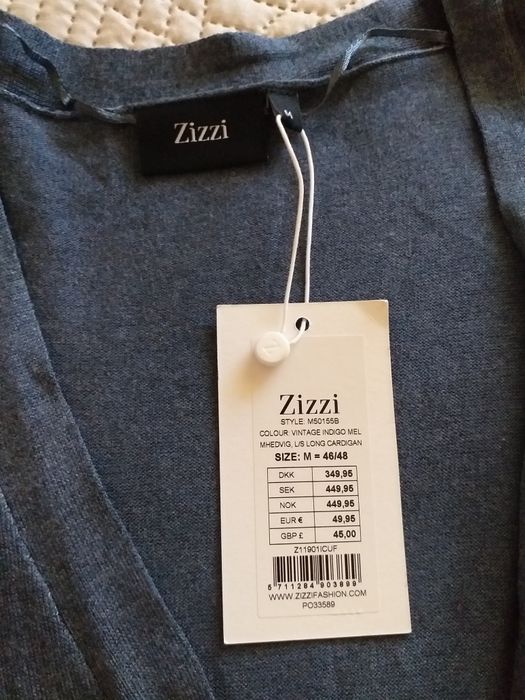 Zizzi
M
Zizzi
STYLE: M50155B
COLOUR: VINTAGE INDIGO MEL
MHEDVIG, L/S LONG CARDIGAN
SIZE: M = 46/48
DKK 349,95
SEK 449,95
NOK 449,95
EUR € 49,95
GBP £ 45,00
Z11901ICUF
5 711284 903899
WWW.ZIZZIFASHION.COM
PO33589